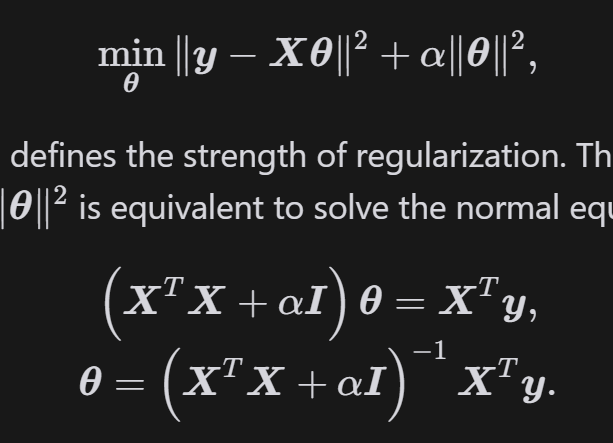 min ‖y − Xθ‖² + α‖θ‖²,
θ
defines the strength of regularization. Th
|θ‖² is equivalent to solve the normal equ
(XᵀX + αI) θ = Xᵀy,
θ = (XᵀX + αI)⁻¹ Xᵀy.